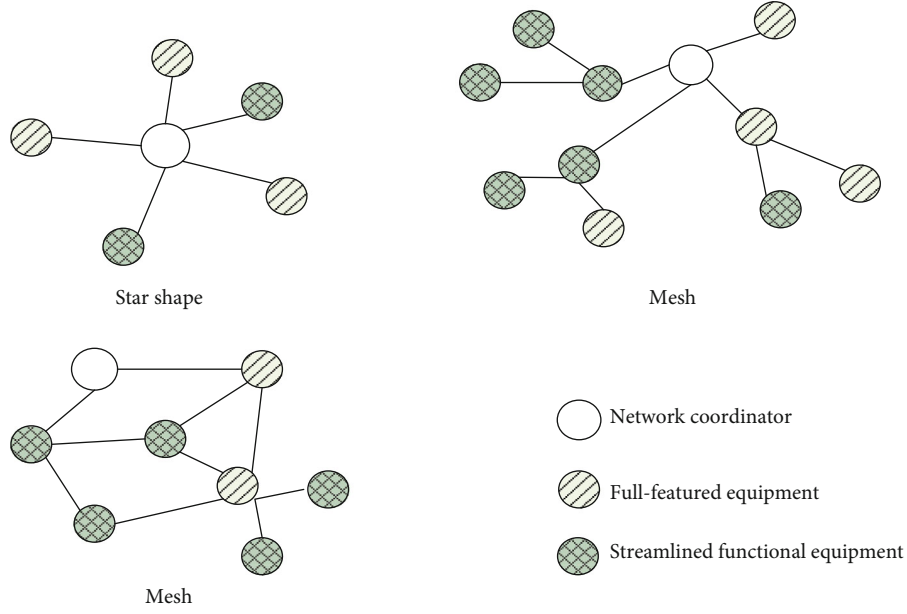 Star shape
Mesh
Mesh
Network coordinator
Full-featured equipment
Streamlined functional equipment